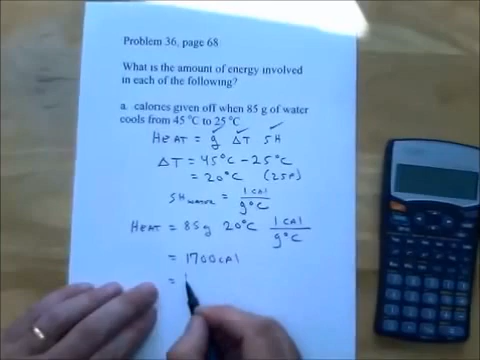 Problem 36, page 68
What is the amount of energy involved
in each of the following?
a. calories given off when 85 g of water
cools from 45 °C to 25 °C
HEAT = g ΔT SH
ΔT = 45°C - 25°C
= 20°C (2SF)
SH WATER = 1 CAL / g°C
HEAT = 85g 20°C 1 CAL / g°C
= 1700 CAL
=